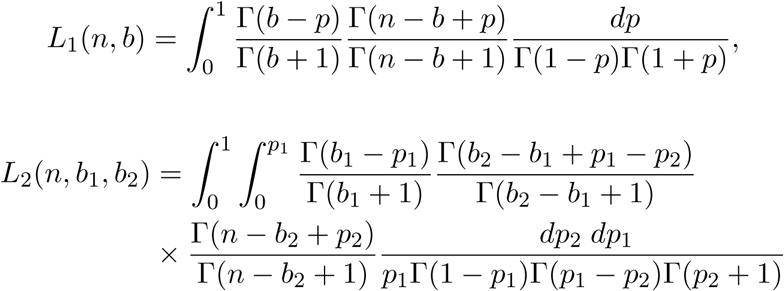 L_1(n, b) = \int_0^1 \frac{\Gamma(b - p)}{\Gamma(b + 1)} \frac{\Gamma(n - b + p)}{\Gamma(n - b + 1)} \frac{dp}{\Gamma(1 - p)\Gamma(1 + p)},
L_2(n, b_1, b_2) = \int_0^1 \int_0^{p_1} \frac{\Gamma(b_1 - p_1)}{\Gamma(b_1 + 1)} \frac{\Gamma(b_2 - b_1 + p_1 - p_2)}{\Gamma(b_2 - b_1 + 1)}
\times \frac{\Gamma(n - b_2 + p_2)}{\Gamma(n - b_2 + 1)} \frac{dp_2 \ dp_1}{p_1\Gamma(1 - p_1)\Gamma(p_1 - p_2)\Gamma(p_2 + 1)}